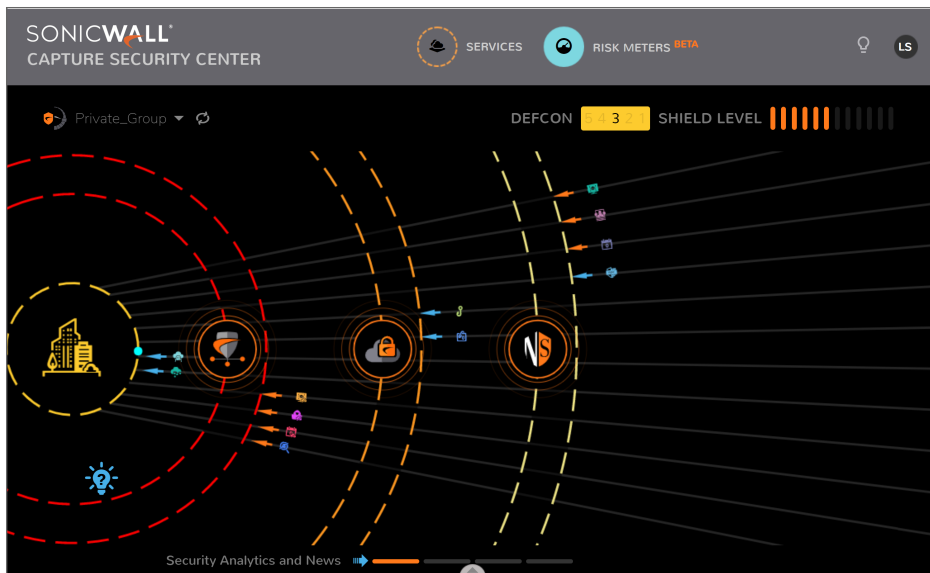 SONICWALL
CAPTURE SECURITY CENTER
SERVICES
RISK METERS BETA
LS
Private_Group
DEFCON 5 4 3 2 1 SHIELD LEVEL
NS
Security Analytics and News